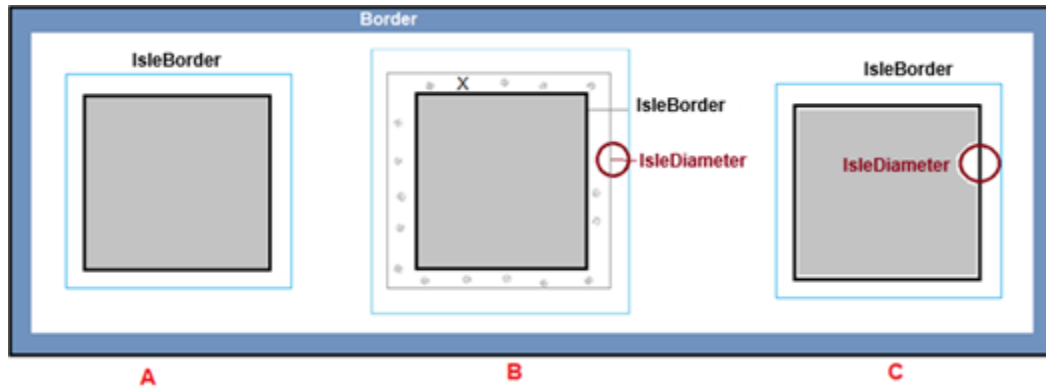 Border
IsleBorder
X
IsleBorder
IsleDiameter
IsleBorder
IsleDiameter
A
B
C